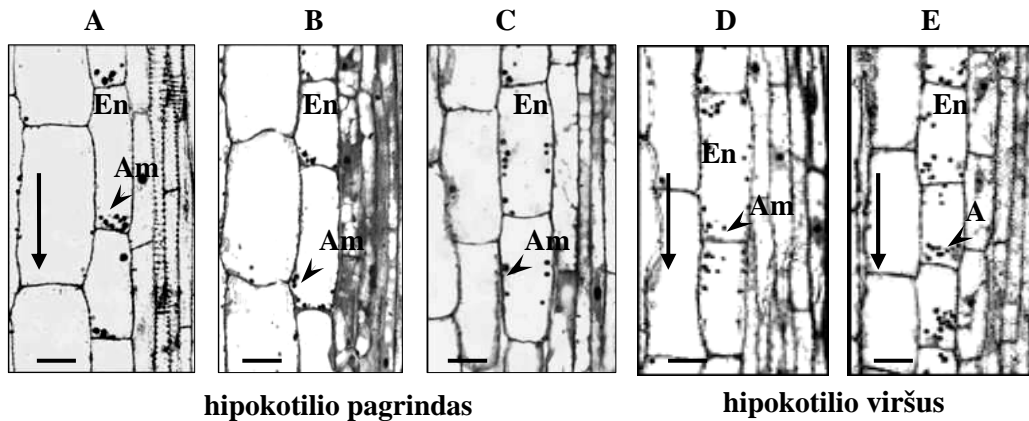 A B C D E
En En En En En
Am Am Am Am A
hipokotilio pagrindas hipokotilio viršus